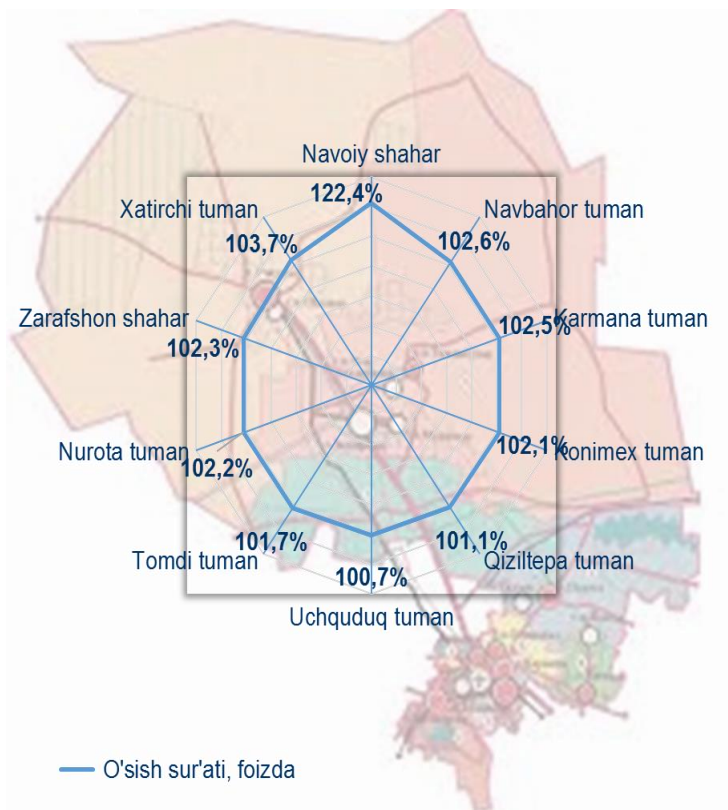 Navoiy shahar
122,4%
Xatirchi tuman
Navbahor tuman
103,7%
102,6%
Zarafshon shahar
Karmana tuman
102,3%
102,5%
Nurota tuman
Konimex tuman
102,2%
102,1%
Tomdi tuman
101,7%
101,1%
Qiziltepa tuman
100,7%
Uchquduq tuman
O'sish sur'ati, foizda